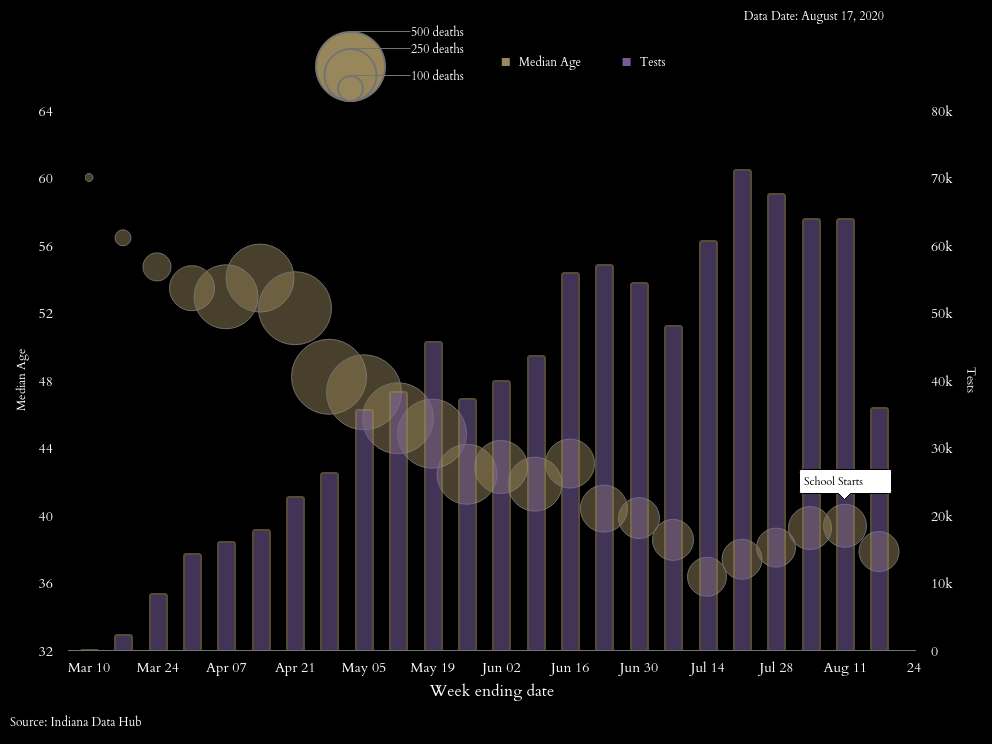 Data Date: August 17, 2020
500 deaths
250 deaths
100 deaths
Median Age
Tests
64
60
56
52
48
44
40
36
32
Median Age
80k
70k
60k
50k
40k
30k
20k
10k
0
Tests
School Starts
Mar 10 Mar 24 Apr 07 Apr 21 May 05 May 19 Jun 02 Jun 16 Jun 30 Jul 14 Jul 28 Aug 11 24
Week ending date
Source: Indiana Data Hub